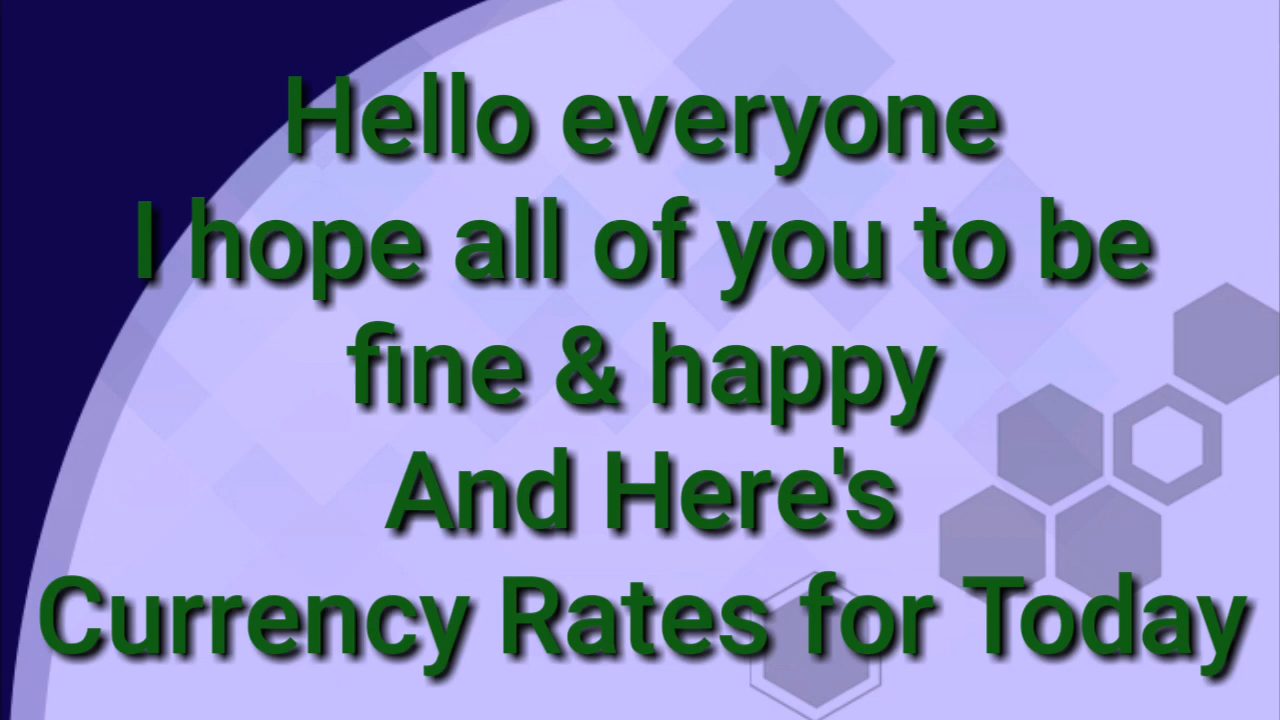 Hello everyone
I hope all of you to be
fine & happy
And Here's
Currency Rates for Today